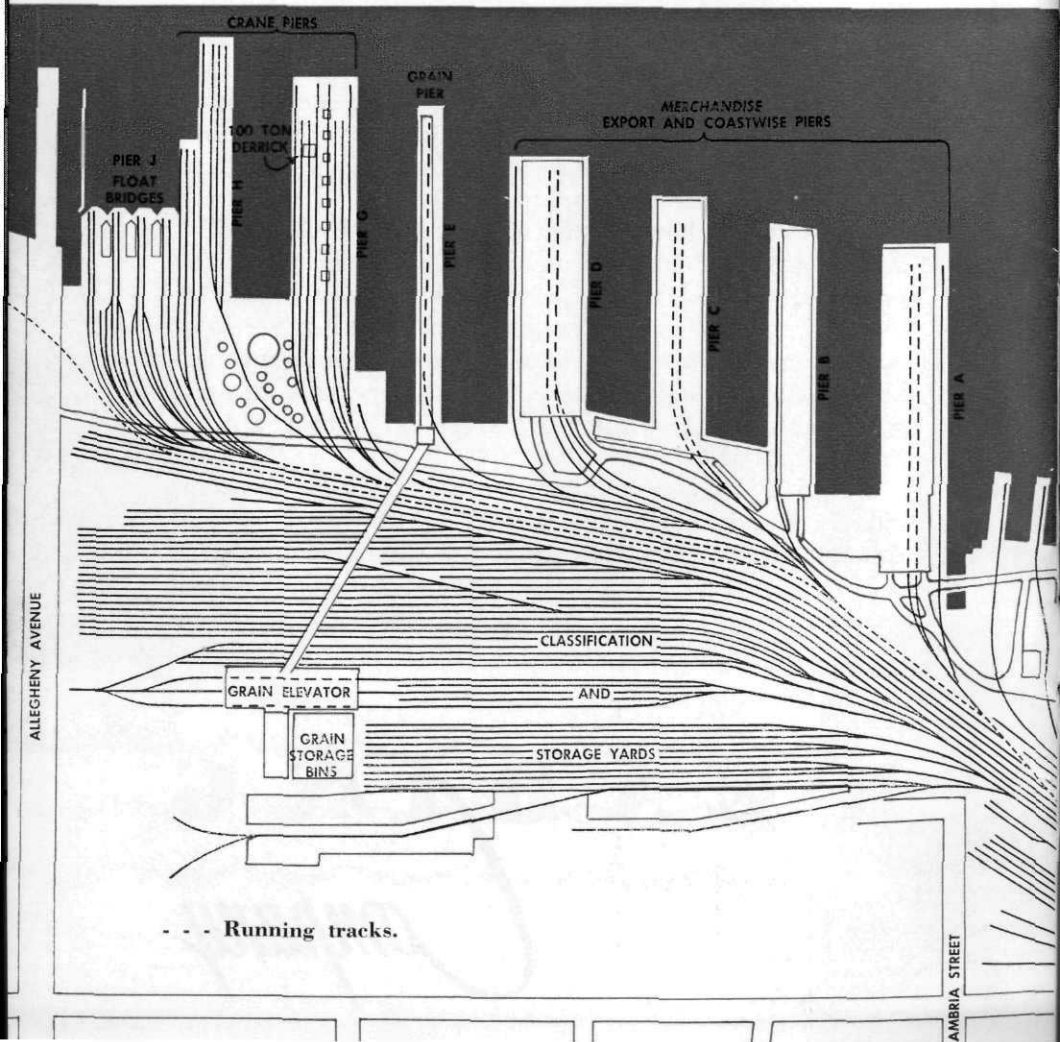 CRANE PIERS
GRAIN
PIER
MERCHANDISE
EXPORT AND COASTWISE PIERS
100 TON
DERRICK
PIER J
FLOAT
BRIDGES
PIER H
PIER G
PIER E
PIER D
PIER C
PIER B
PIER A
ALLEGHENY AVENUE
CLASSIFICATION
AND
STORAGE YARDS
GRAIN ELEVATOR
GRAIN
STORAGE
BINS
- - - Running tracks.
AMBRIA STREET